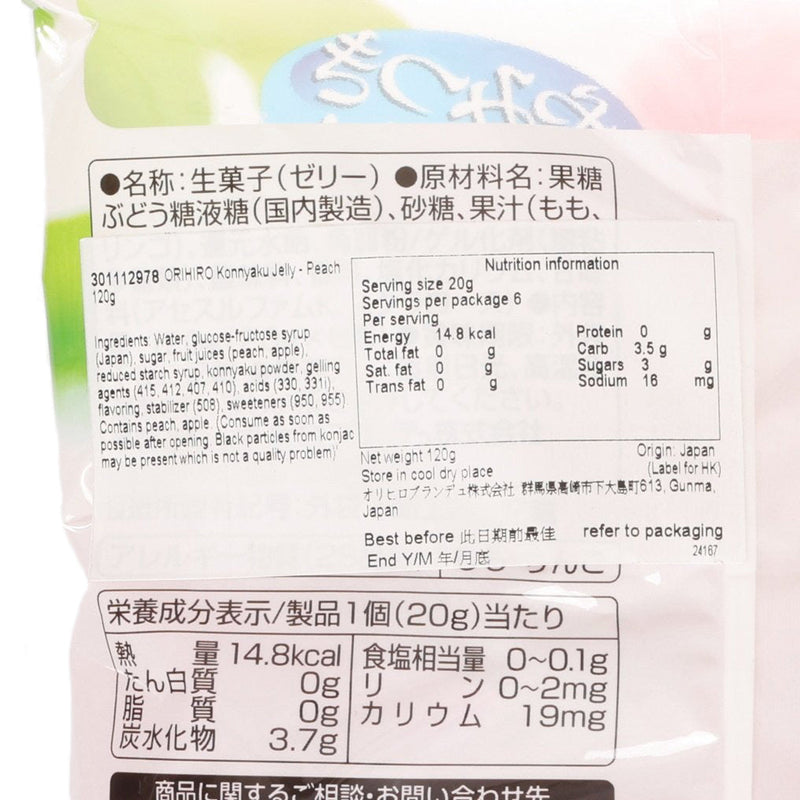 ●名称:生菓子(ゼリー) ●原材料名:果糖
ぶどう糖液糖(国内製造)、砂糖、果汁(もも、
301112978 ORIHIRO Konnyaku Jelly - Peach
120g
Ingredients: Water, glucose-fructose syrup
(Japan), sugar, fruit juices (peach, apple),
reduced starch syrup, konnyaku powder, gelling
agents (415, 412, 407, 410), acids (330, 331i),
flavoring, stabilizer (508), sweeteners (950, 955).
Contains peach, apple. (Consume as soon as
possible after opening. Black particles from konjac
may be present which is not a quality problem)
Nutrition information
Serving size 20g
Servings per package 6
Per serving
Energy 14.8 kcal Protein 0 g
Total fat 0 g Carb 3.5 g
Sat. fat 0 g Sugars 3 g
Trans fat 0 g Sodium 16 mg
Net weight 120g Origin: Japan
Store in cool dry place (Label for HK)
オリヒロプランデュ株式会社 群馬県高崎市下大島町613, Gunma,
Japan
Best before 此日期前最佳 refer to packaging
End Y/M 年/月底 24167
栄養成分表示/製品1個(20g)当たり
熱量 14.8kcal 食塩相当量 0~0.1g
たん白質 0g リン 0~2mg
脂質 0g カリウム 19mg
炭水化物 3.7g
商品に関するご相談・お問い合わせ先